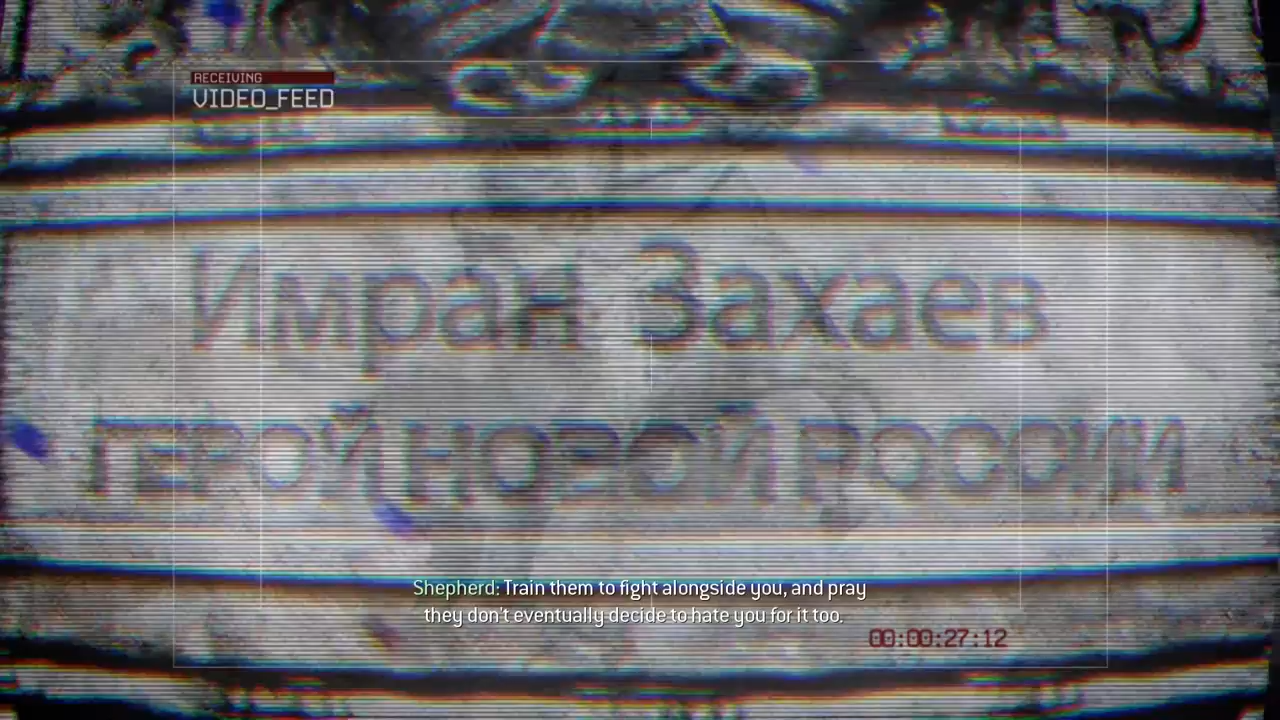 RECEIVING
VIDEO_FEED
Имран Захаев
ГЕРОЙ НОВОЙ РОССИИ
Shepherd: Train them to fight alongside you, and pray
they don't eventually decide to hate you for it too.
00:00:27:12